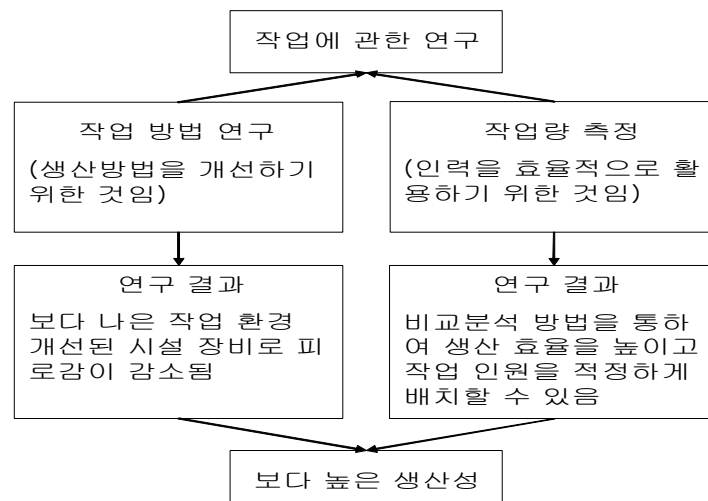 작업에 관한 연구
작업 방법 연구
(생산방법을 개선하기
위한 것임)
작업량 측정
(인력을 효율적으로 활
용하기 위한 것임)
연구 결과
보다 나은 작업 환경
개선된 시설 장비로 피
로감이 감소됨
연구 결과
비교분석 방법을 통하
여 생산 효율을 높이고
작업 인원을 적정하게
배치할 수 있음
보다 높은 생산성